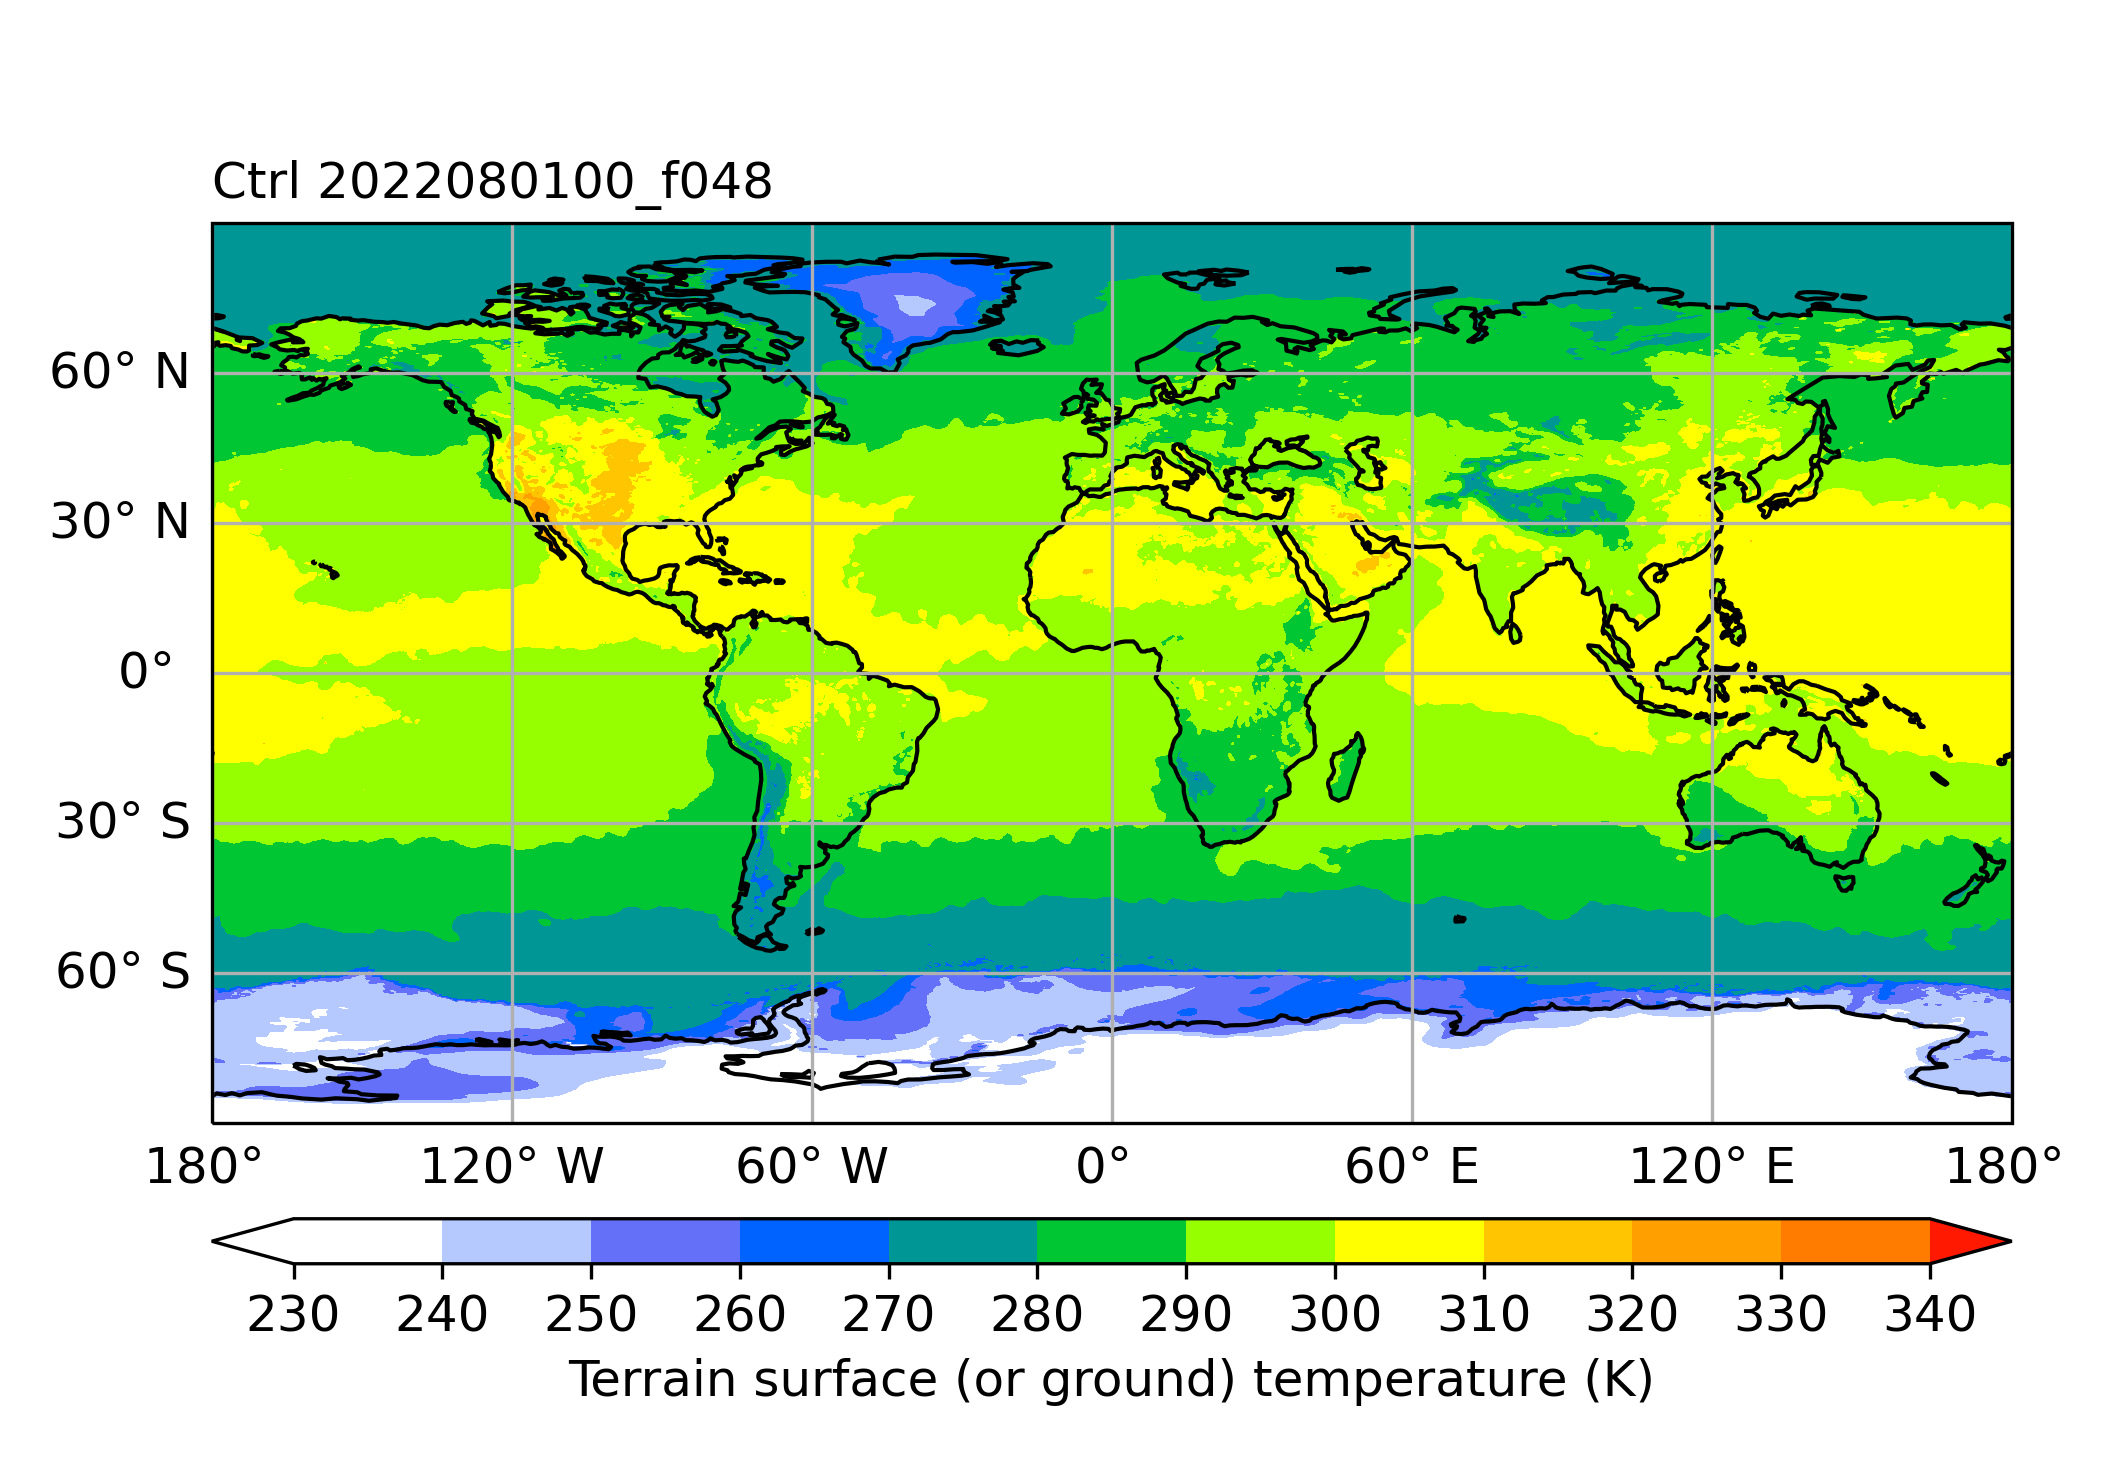 Ctrl 2022080100_f048
60° N
30° N
0°
30° S
60° S
180° 120° W 60° W 0° 60° E 120° E 180°
230 240 250 260 270 280 290 300 310 320 330 340
Terrain surface (or ground) temperature (K)